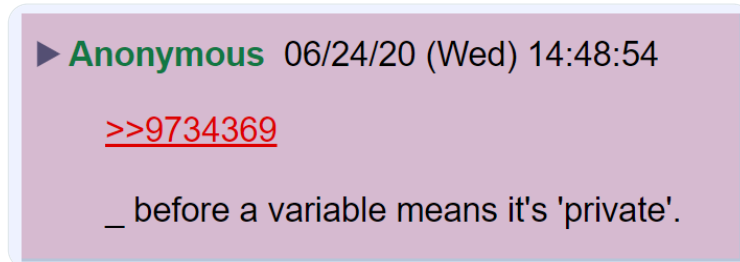 Anonymous 06/24/20 (Wed) 14:48:54
>>9734369
_ before a variable means it's 'private'.